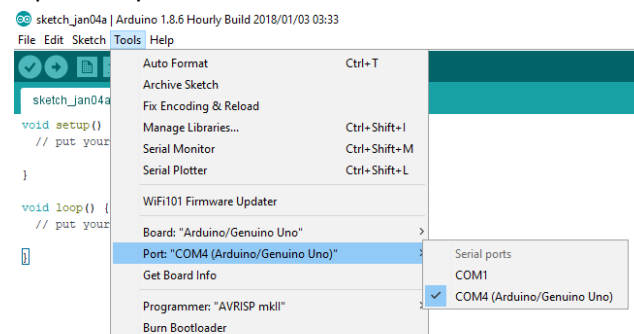 sketch_jan04a | Arduino 1.8.6 Hourly Build 2018/01/03 03:33
File Edit Sketch Tools Help
Auto Format Ctrl+T
Archive Sketch
sketch_jan04a
Fix Encoding & Reload
void setup()
Manage Libraries... Ctrl+Shift+I
// put your
Serial Monitor Ctrl+Shift+M
Serial Plotter Ctrl+Shift+L
}
WiFi101 Firmware Updater
void loop() {
// put your
Board: "Arduino/Genuino Uno"
Port: "COM4 (Arduino/Genuino Uno)"
Serial ports
}
Get Board Info
COM1
COM4 (Arduino/Genuino Uno)
Programmer: "AVRISP mkII"
Burn Bootloader